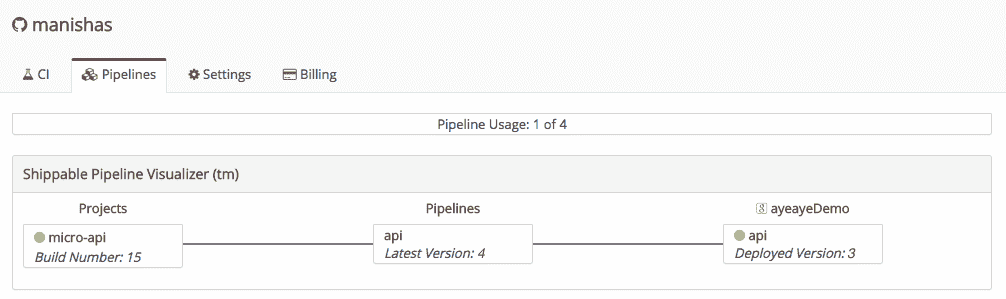 manishas
CI Pipelines Settings Billing
Pipeline Usage: 1 of 4
Shippable Pipeline Visualizer (tm)
Projects Pipelines ayeayeDemo
micro-api api api
Build Number: 15 Latest Version: 4 Deployed Version: 3